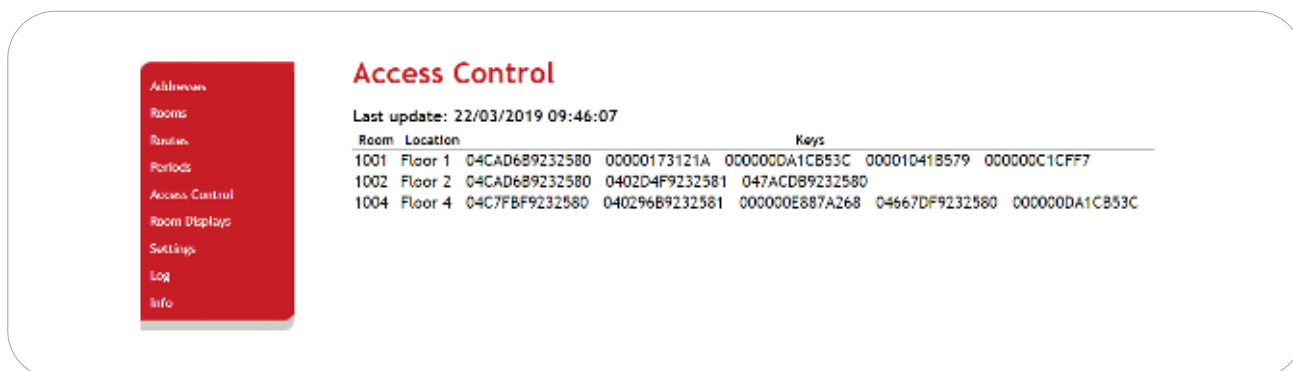 Addresses
Rooms
Routes
Periods
Access Control
Room Displays
Settings
Log
Info
Access Control
Last update: 22/03/2019 09:46:07
Room Location Keys
1001 Floor 1 04CAD6B9232580 00000173121A 000000DA1CB53C 00001041B579 000000C1CFF7
1002 Floor 2 04CAD6B9232580 0402D4F9232581 047ACDB9232580
1004 Floor 4 04C7FBF9232580 040296B9232581 000000E887A268 04667DF9232580 000000DA1CB53C